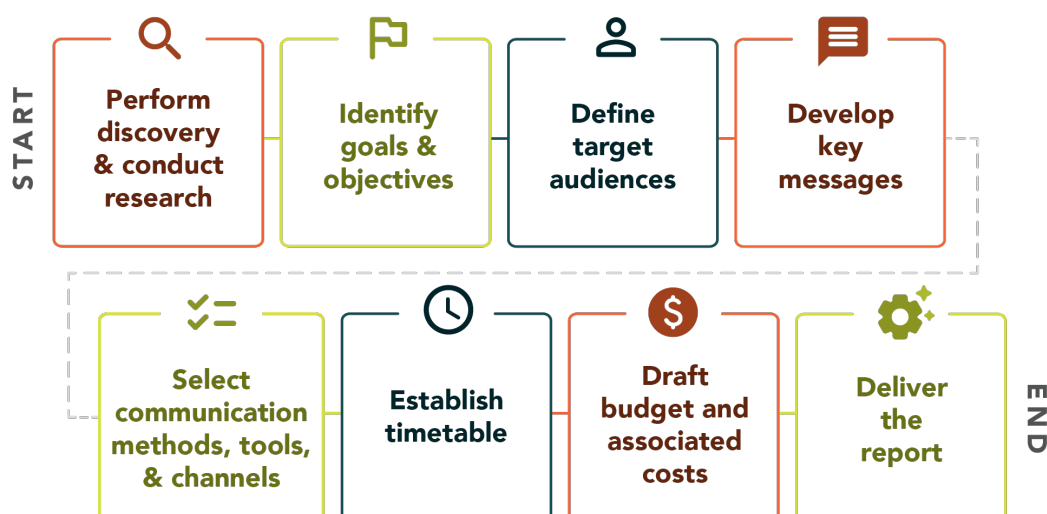 START
Perform
discovery
& conduct
research
Identify
goals &
objectives
Define
target
audiences
Develop
key
messages
Select
communication
methods, tools,
& channels
Establish
timetable
$
Draft
budget and
associated
costs
Deliver
the
report
END